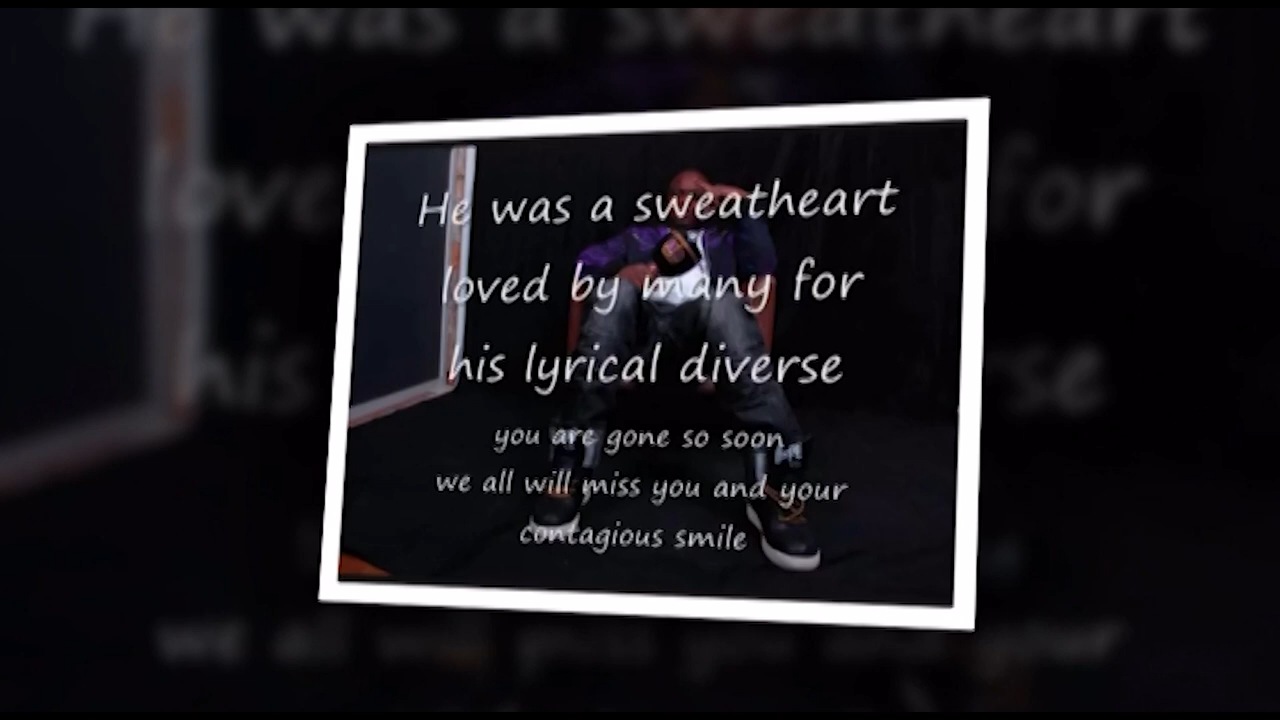 He was a sweatheart
loved by many for
his lyrical diverse
you are gone so soon
we all will miss you and your
contagious smile